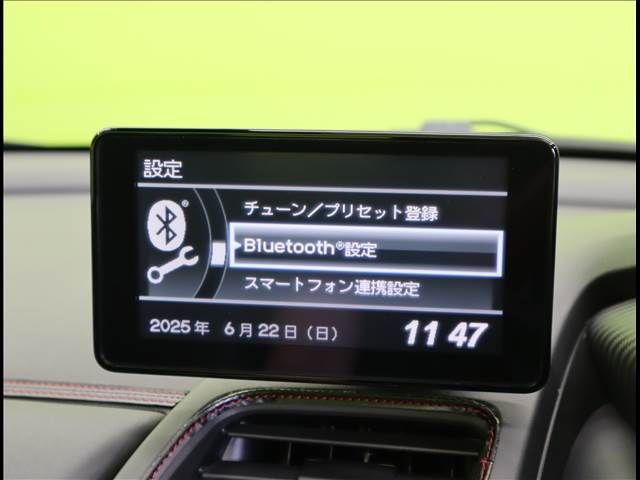 設定
チューン／プリセット登録
Bluetooth®設定
スマートフォン連携設定
2025年 6月22日（日） 11 47